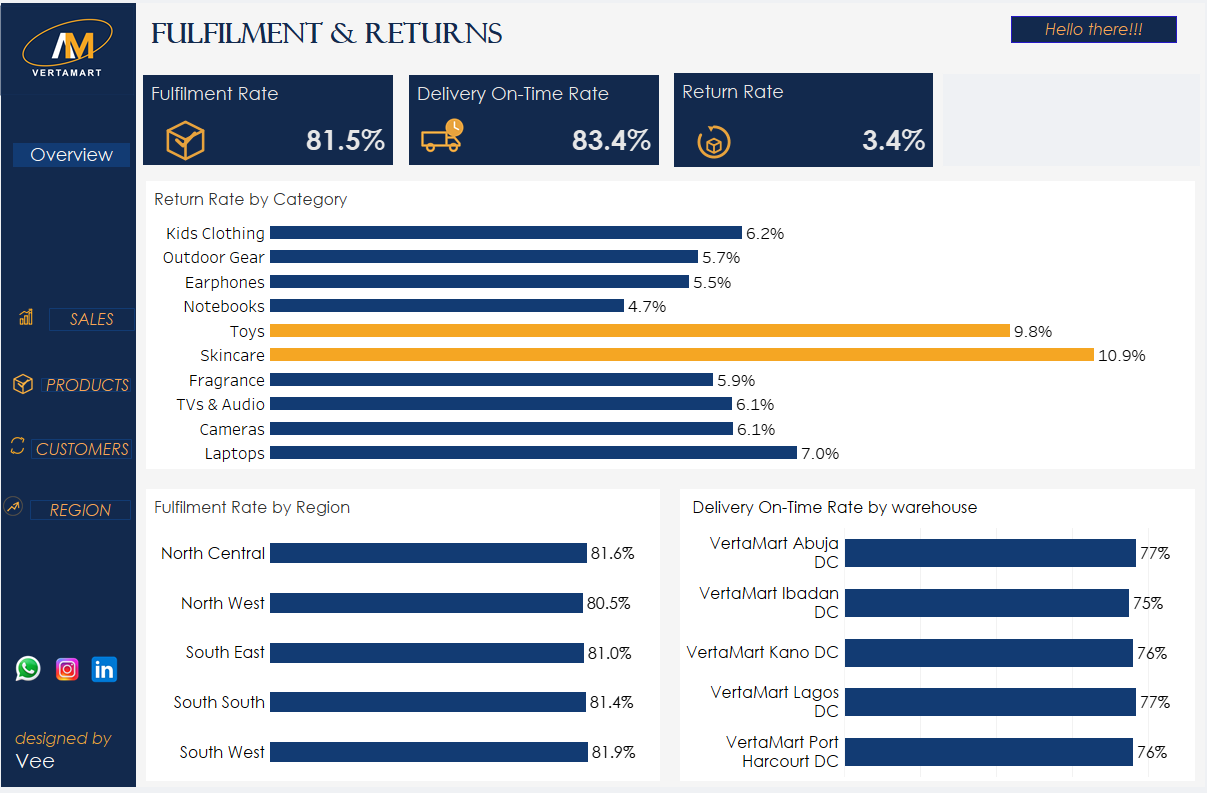 VERTAMART
FULFILMENT & RETURNS
Hello there!!!
Overview
SALES
PRODUCTS
CUSTOMERS
REGION
in
designed by
Vee
Fulfilment Rate
81.5%
Delivery On-Time Rate
83.4%
Return Rate
3.4%
Return Rate by Category
Kids Clothing 6.2%
Outdoor Gear 5.7%
Earphones 5.5%
Notebooks 4.7%
Toys 9.8%
Skincare 10.9%
Fragrance 5.9%
TVs & Audio 6.1%
Cameras 6.1%
Laptops 7.0%
Fulfilment Rate by Region
North Central 81.6%
North West 80.5%
South East 81.0%
South South 81.4%
South West 81.9%
Delivery On-Time Rate by warehouse
VertaMart Abuja
DC 77%
VertaMart Ibadan
DC 75%
VertaMart Kano DC 76%
VertaMart Lagos
DC 77%
VertaMart Port
Harcourt DC 76%